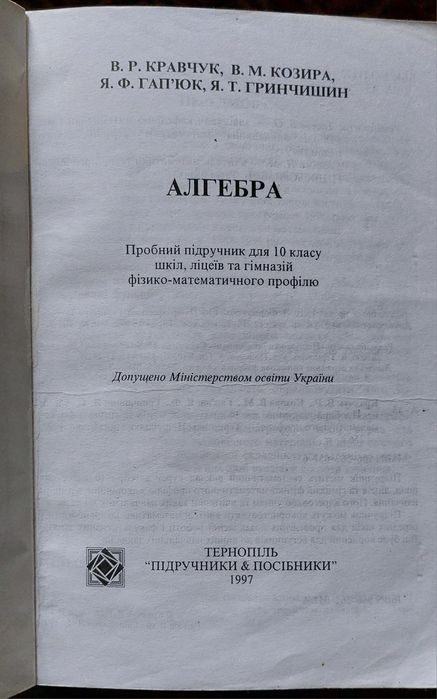 В. Р. КРАВЧУК, В. М. КОЗИРА,
Я. Ф. ГАП'ЮК, Я. Т. ГРИНЧИШИН
АЛГЕБРА
Пробний підручник для 10 класу
шкіл, ліцеїв та гімназій
фізико-математичного профілю
Допущено Міністерством освіти України
ТЕРНОПІЛЬ
"ПІДРУЧНИКИ & ПОСІБНИКИ"
1997